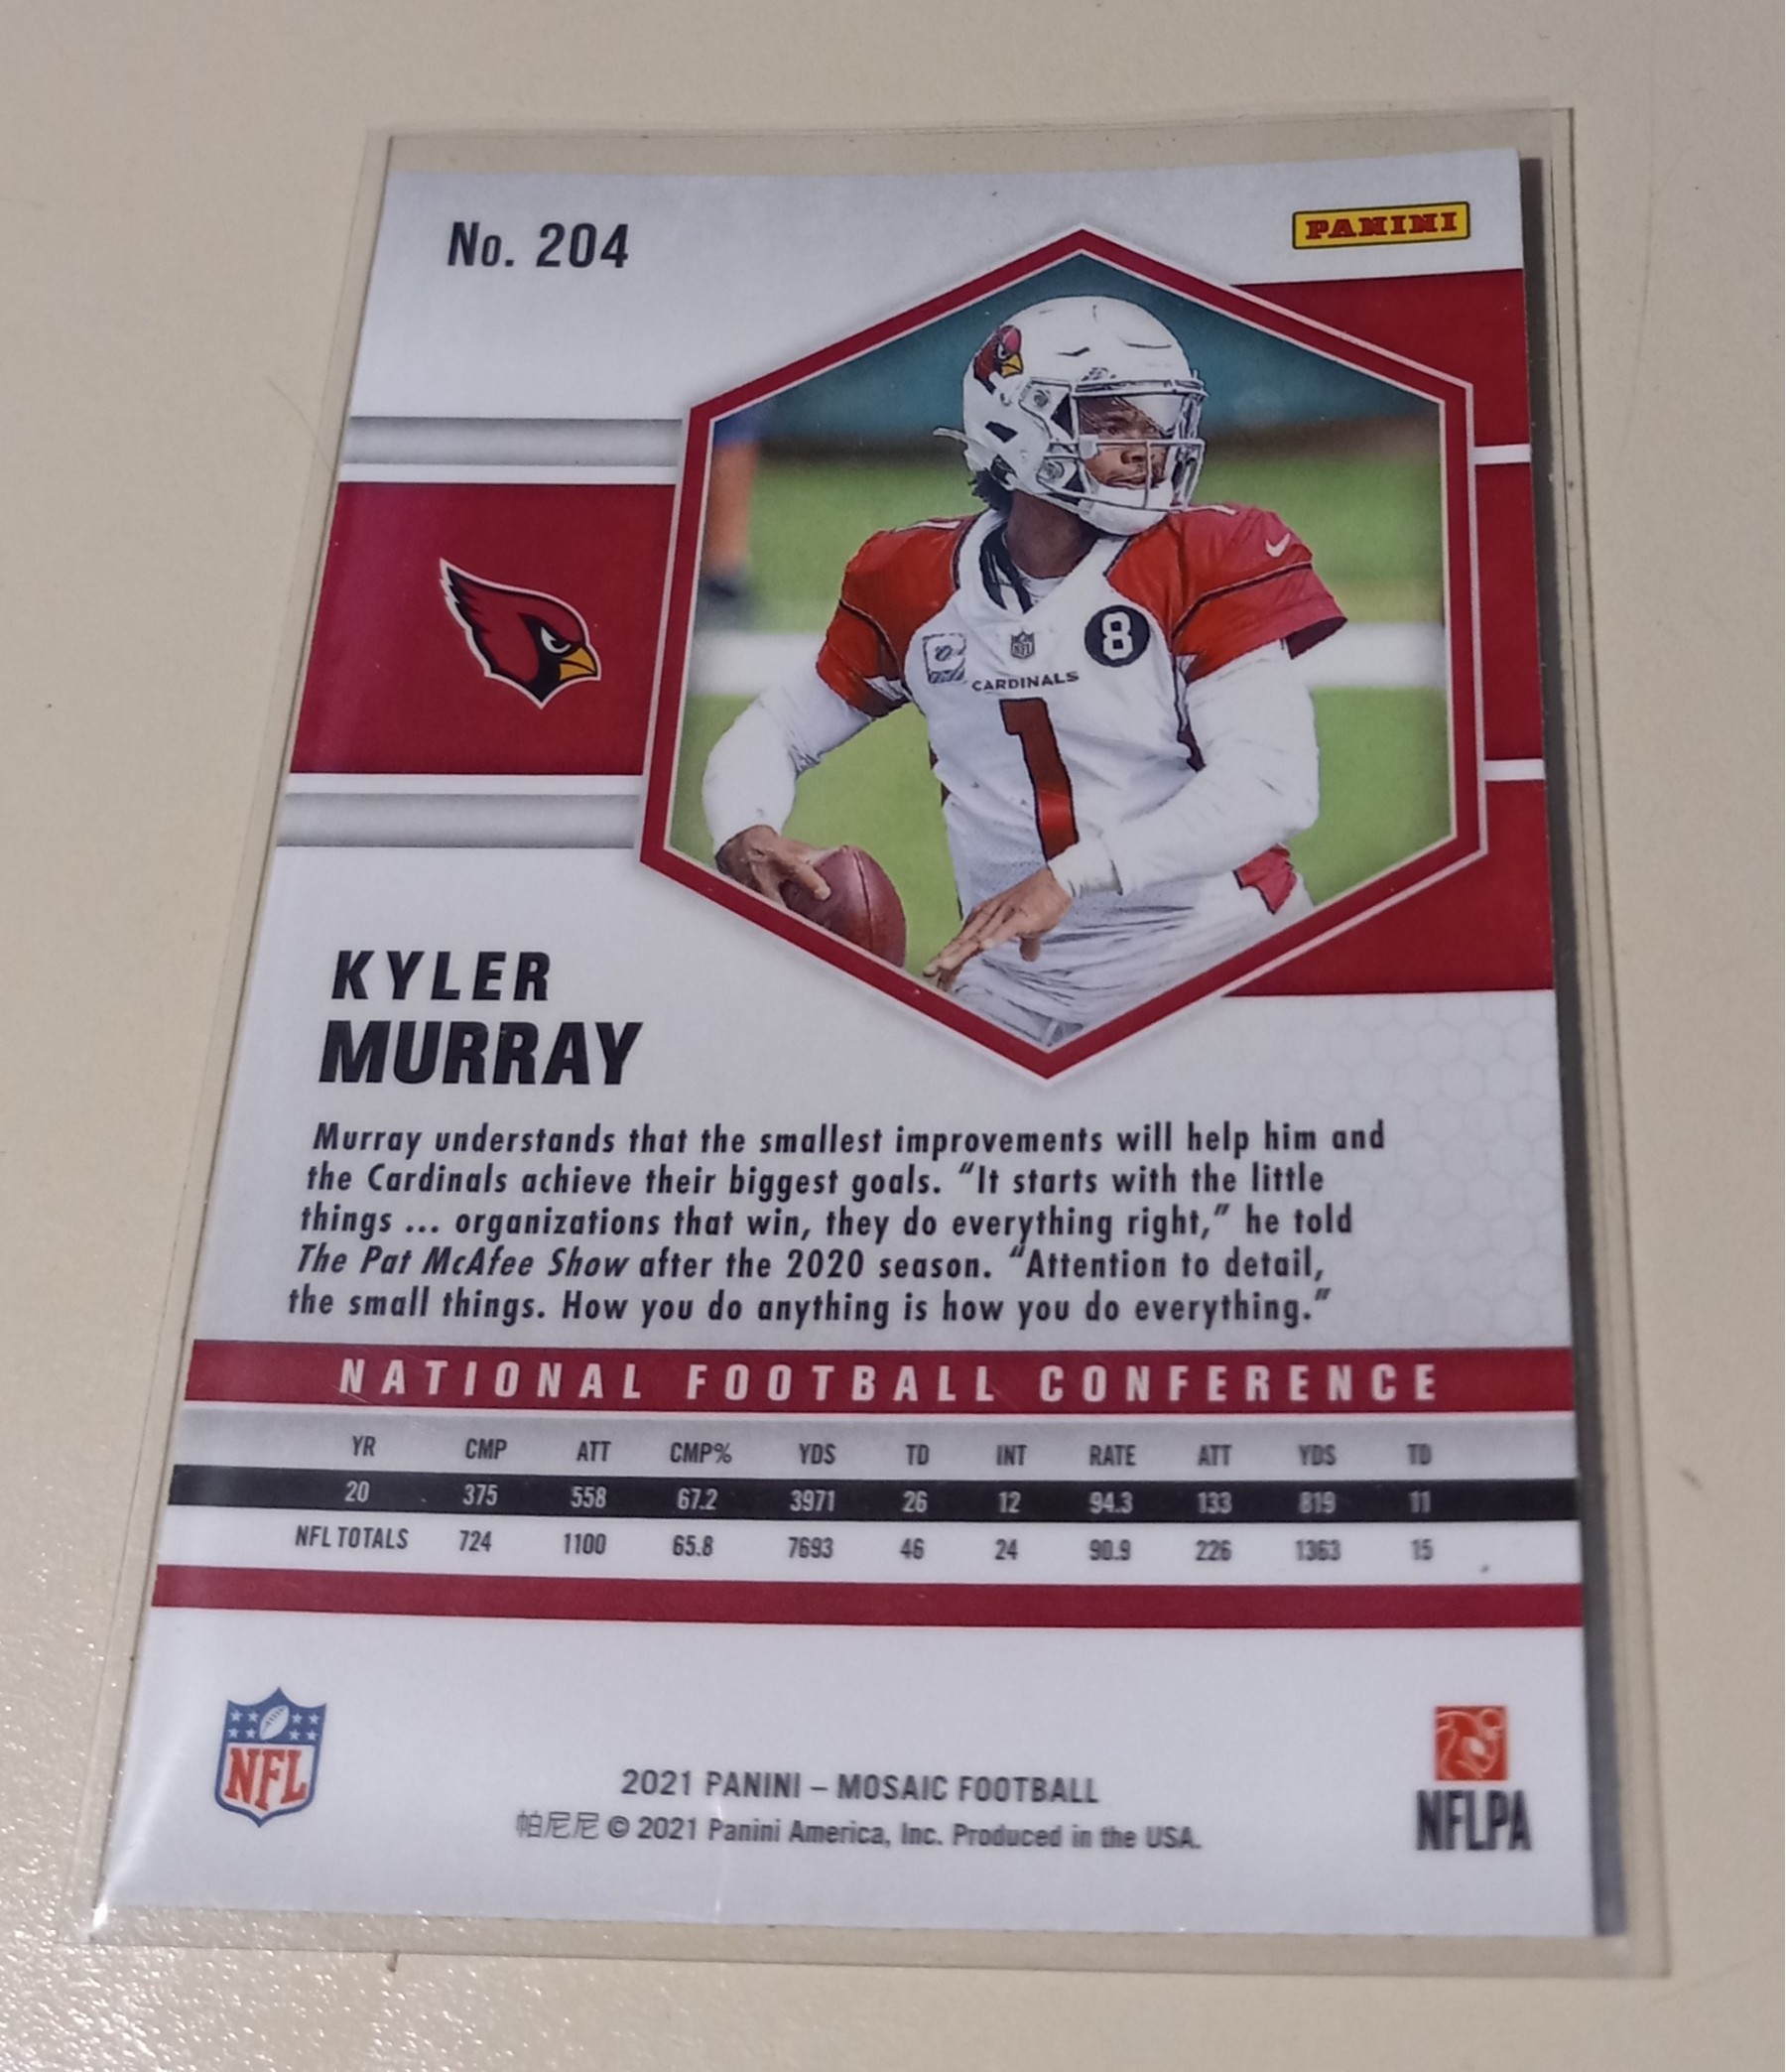 No. 204
PANINI
8
NFL
CARDINALS
1
KYLER
MURRAY
Murray understands that the smallest improvements will help him and
the Cardinals achieve their biggest goals. “It starts with the little
things ... organizations that win, they do everything right,” he told
The Pat McAfee Show after the 2020 season. “Attention to detail,
the small things. How you do anything is how you do everything.”
NATIONAL FOOTBALL CONFERENCE
YR CMP ATT CMP% YDS TD INT RATE ATT YDS TD
20 375 558 67.2 3971 26 12 94.3 133 819 11
NFL TOTALS 724 1100 65.8 7693 46 24 90.9 226 1363 15
NFL
2021 PANINI – MOSAIC FOOTBALL
帕尼尼 © 2021 Panini America, Inc. Produced in the USA.
NFLPA